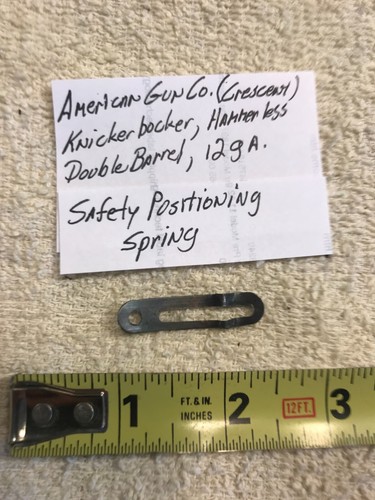 American Gun Co. (Crescent)
Knickerbocker, Hammerless
Double Barrel, 12 gA.
Safety Positioning
Spring
1 FT. & IN. 2 12FT. 3
INCHES